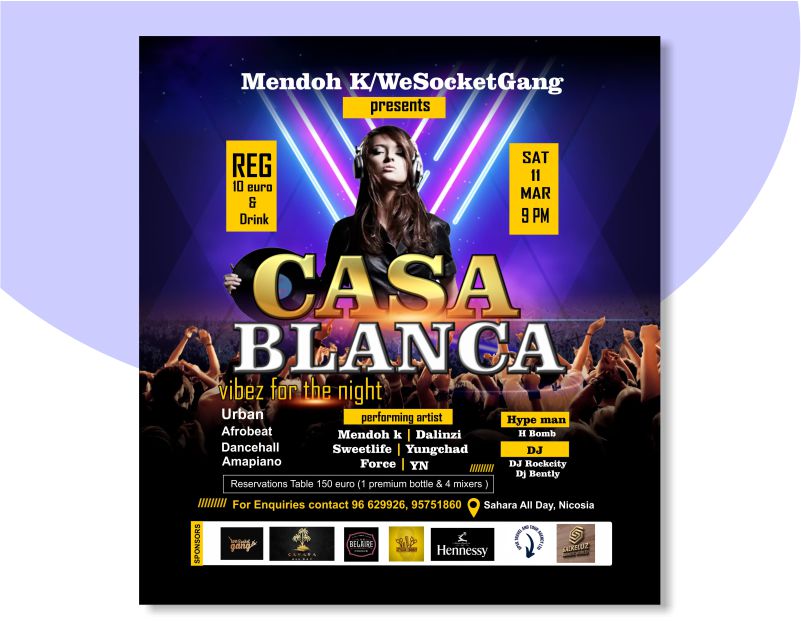 Mendoh K/WeSocketGang
presents
REG
10 euro
&
Drink
SAT
11
MAR
9 PM
CASA
BLANCA
vibez for the night
Urban
Afrobeat
Dancehall
Amapiano
performing artist
Mendoh k | Dalinzi
Sweetlife | Yungchad
Force | YN
Hype man
H Bomb
DJ
DJ Rockcity
Dj Bently
Reservations Table 150 euro (1 premium bottle & 4 mixers )
For Enquiries contact 96 629926, 95751860
Sahara All Day, Nicosia
SPONSORS
gang
BELAIRE
Hennessy